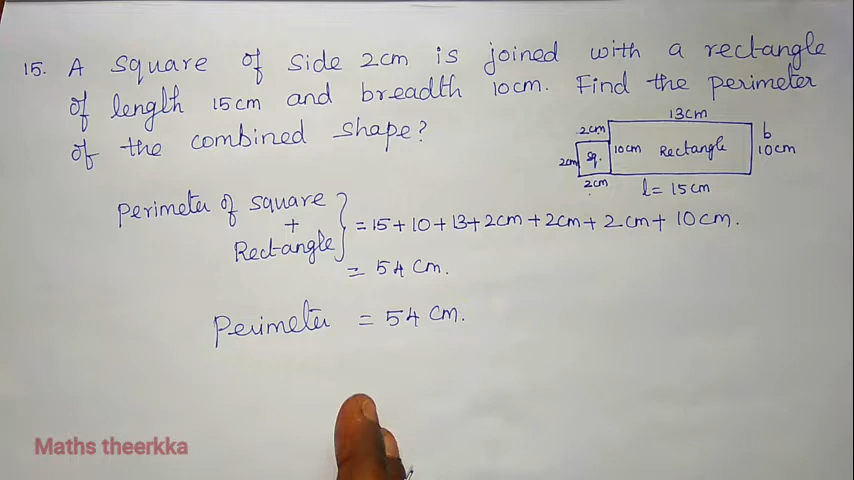 15. A square of side 2cm is joined with a rectangle
of length 15cm and breadth 10cm. Find the perimeter
of the combined shape?
13cm
2cm
b
2cm
sq.
10cm
Rectangle
10cm
2cm
l = 15cm
Perimeter of square
+
Rectangle
= 15+10+13+2cm+2cm+2cm+10cm.
= 54 cm.
Perimeter = 54 cm.
Maths theerkka